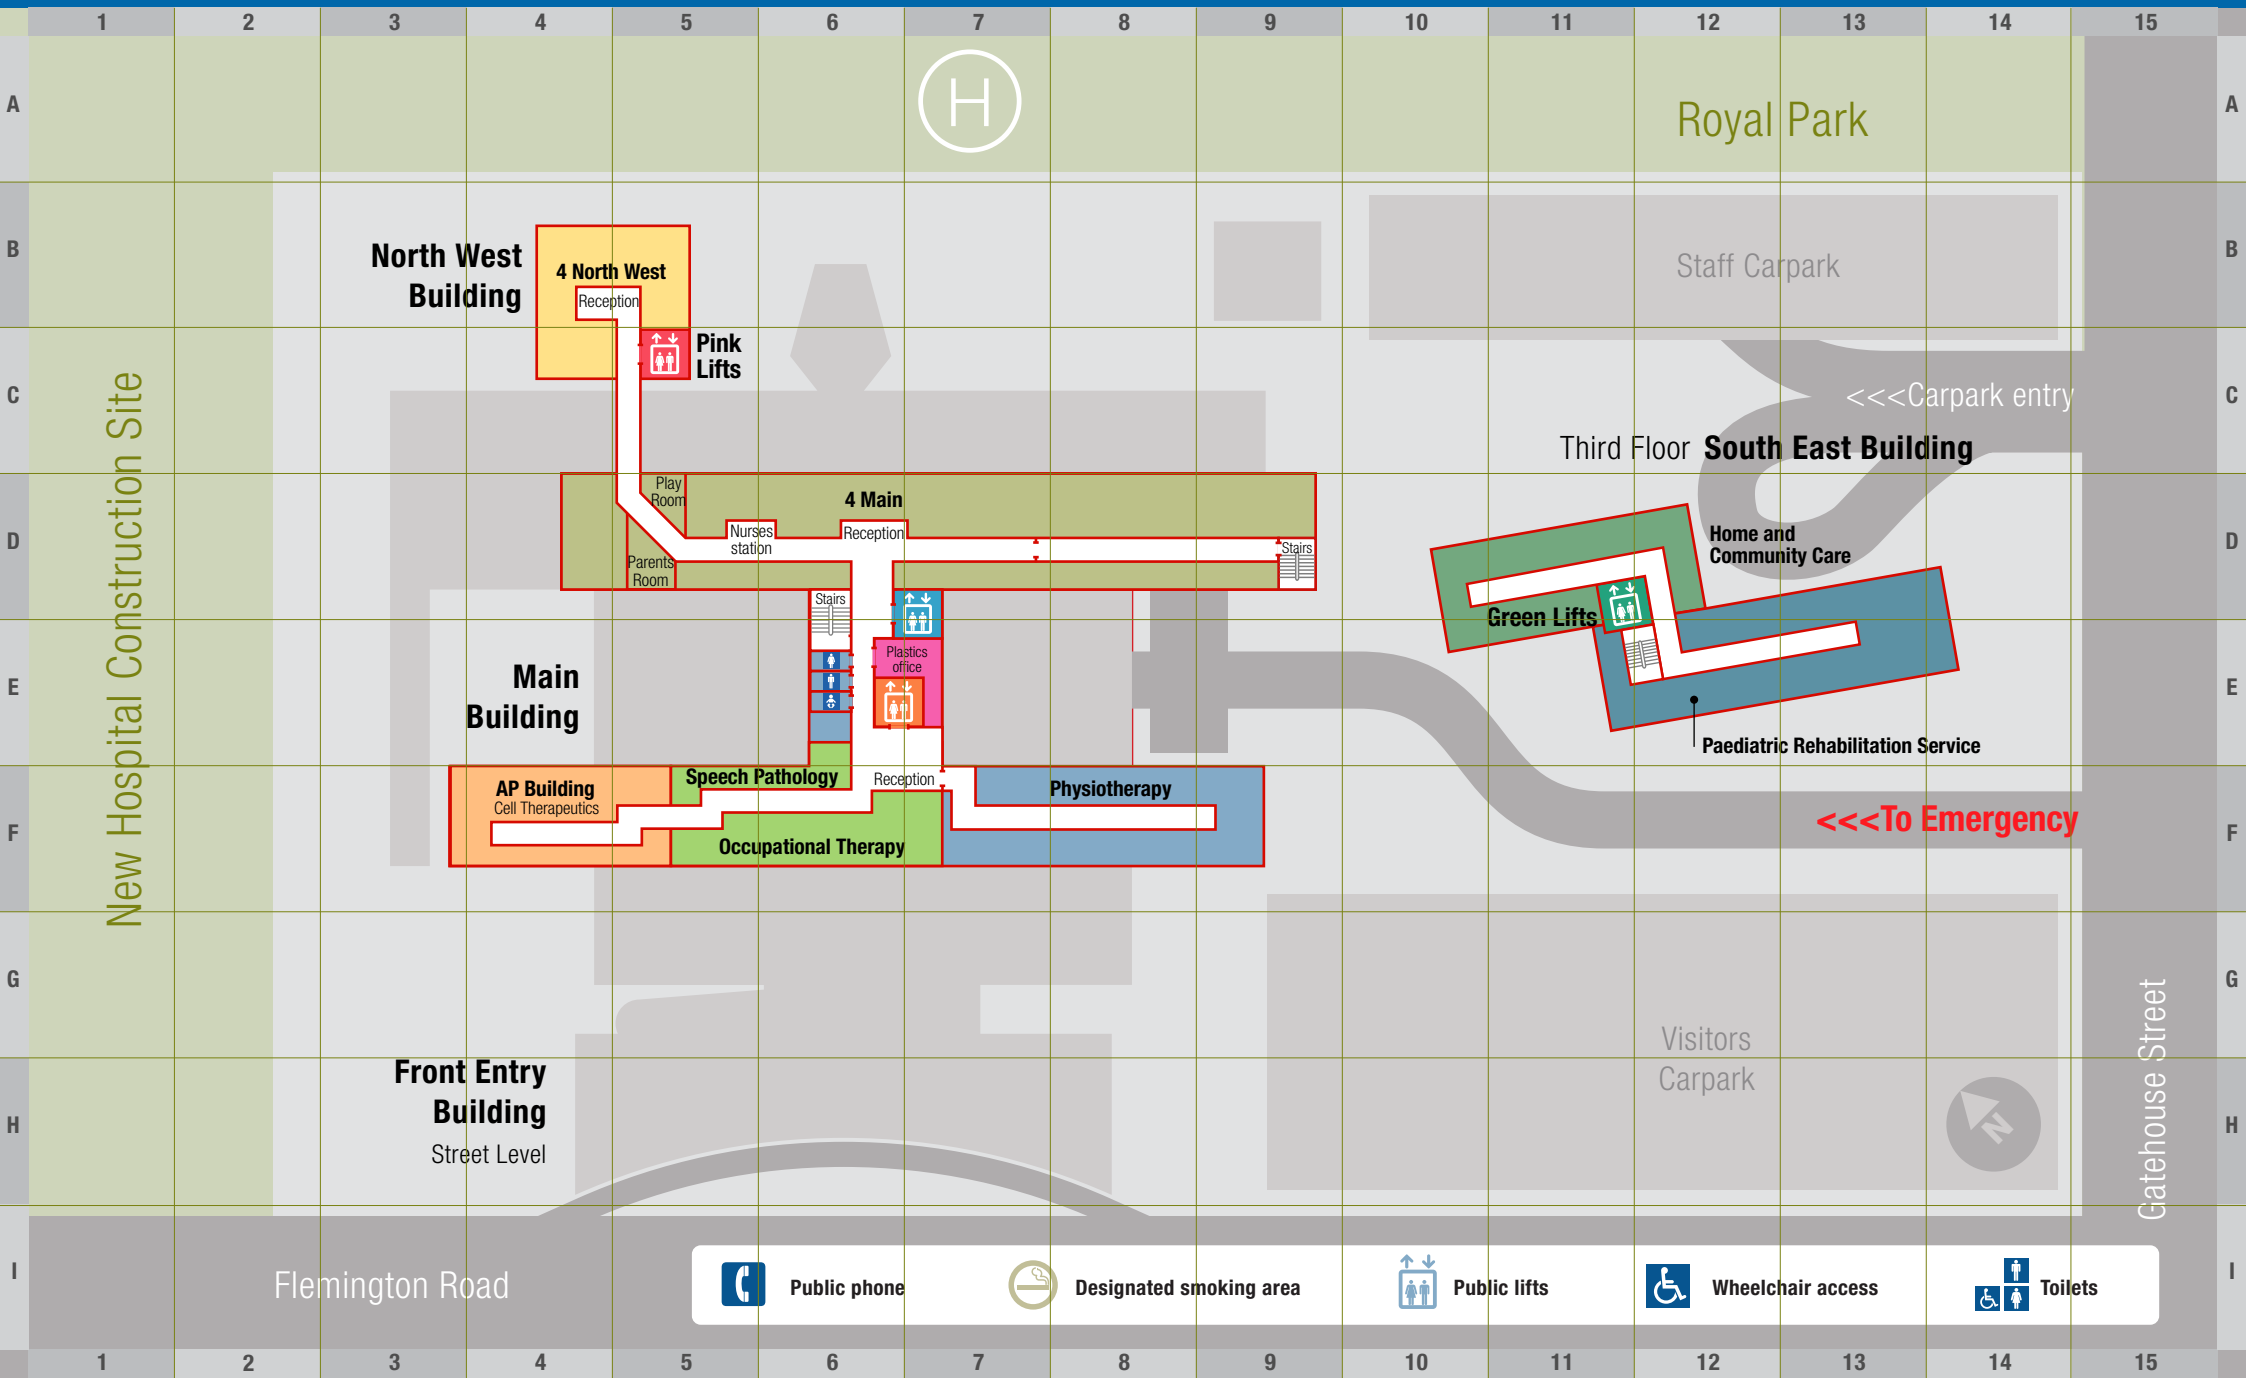 1 2 3 4 5 6 7 8 9 10 11 12 13 14 15
A
A
H
Royal Park
B
B
North West
Building
4 North West
Reception
Staff Carpark
Pink
Lifts
C
C
<<<Carpark entry
New Hospital Construction Site
Third Floor South East Building
Play
Room
4 Main
D
D
Nurses
station
Reception
Stairs
Parents
Room
Home and
Community Care
Stairs
Green Lifts
E
E
Plastics
office
Main
Building
Paediatric Rehabilitation Service
AP Building
Cell Therapeutics
Speech Pathology
Reception
Physiotherapy
F
F
<<<To Emergency
Occupational Therapy
G
G
Visitors
Carpark
Gatehouse Street
Front Entry
Building
Street Level
H
H
N
I
I
Flemington Road
Public phone
Designated smoking area
Public lifts
Wheelchair access
Toilets
1 2 3 4 5 6 7 8 9 10 11 12 13 14 15